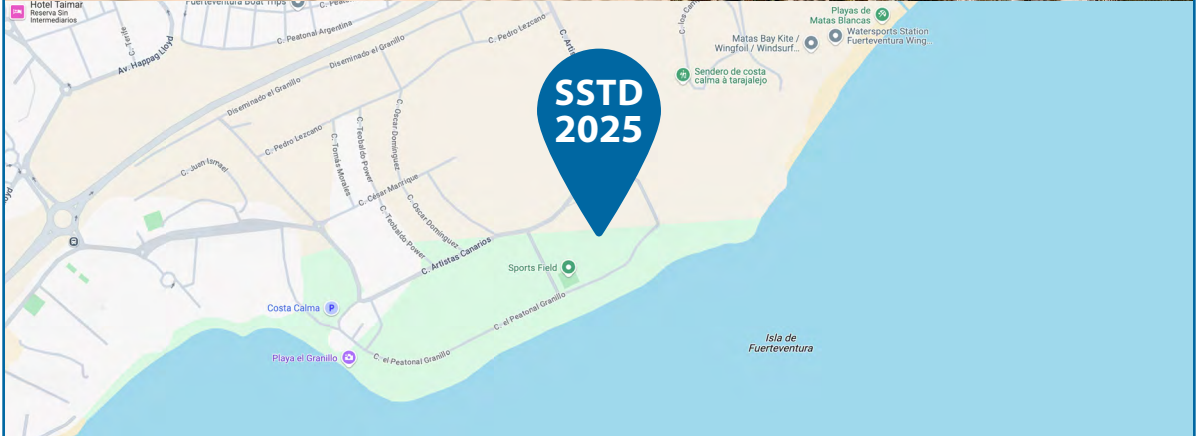 Hotel Taimar
Reserva Sin
Intermediarios
Fuerteventura Boat Trips
C. Tenife
Av. Happag Lloyd
C. Peatonal Argentina
Diseminado el Granillo
Diseminado el Granillo
C. Pedro Lezcano
C. Pedro Lezcano
C. Juan Ismael
C. Tomás Morales
C. Teobaldo Power
C. Oscar Domínguez
C. César Manrique
C. Oscar Domínguez
C. Teobaldo Power
C. Artistas Canarios
SSTD
2025
Playas de
Matas Blancas
Matas Bay Kite /
Wingfoil / Windsurf...
Watersports Station
Fuerteventura Wing...
Sendero de costa
calma à tarajalejo
Sports Field
Costa Calma
P
Playa el Granillo
C. el Peatonal Granillo
C. el Peatonal Granillo
Isla de
Fuerteventura